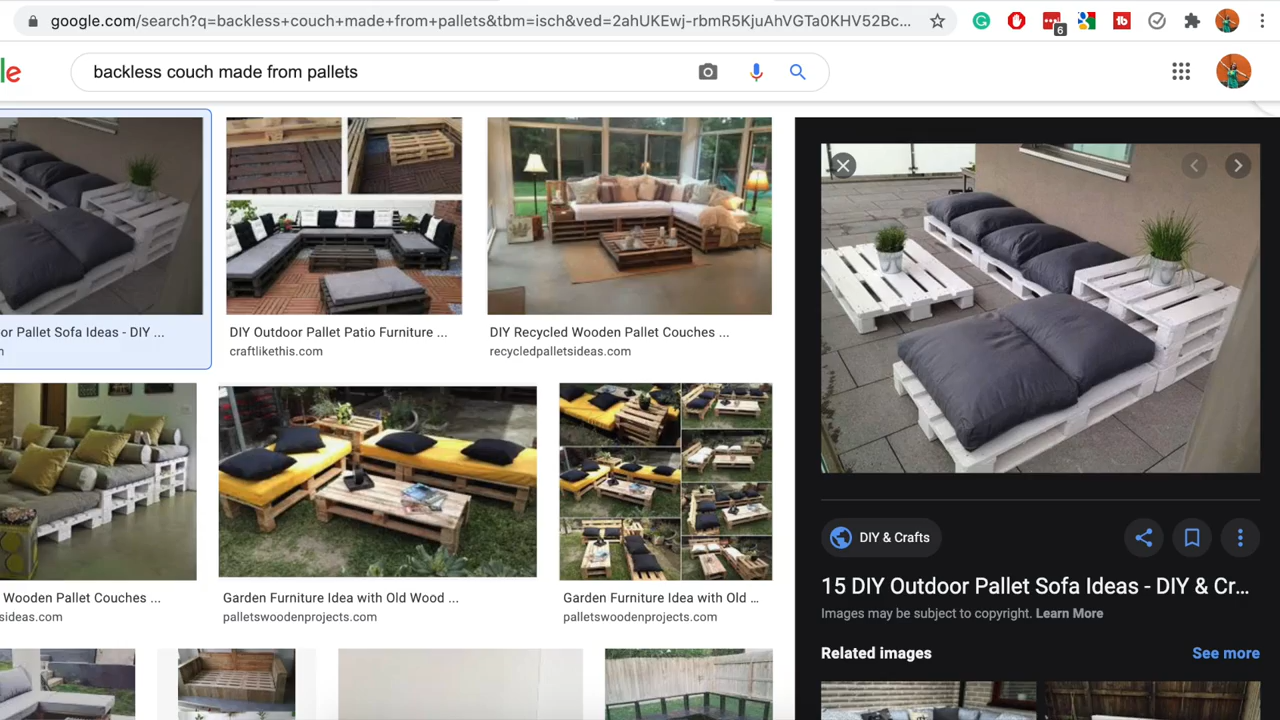 google.com/search?q=backless+couch+made+from+pallets&tbm=isch&ved=2ahUKEwj-rbmR5KjuAhVGTa0KHV52Bc...
6
le
backless couch made from pallets
or Pallet Sofa Ideas - DIY ...
DIY Outdoor Pallet Patio Furniture ...
craftlikethis.com
DIY Recycled Wooden Pallet Couches ...
recycledpalletsideas.com
Wooden Pallet Couches ...
sideas.com
Garden Furniture Idea with Old Wood ...
palletswoodenprojects.com
Garden Furniture Idea with Old ...
palletswoodenprojects.com
DIY & Crafts
15 DIY Outdoor Pallet Sofa Ideas - DIY & Cr...
Images may be subject to copyright. Learn More
Related images
See more